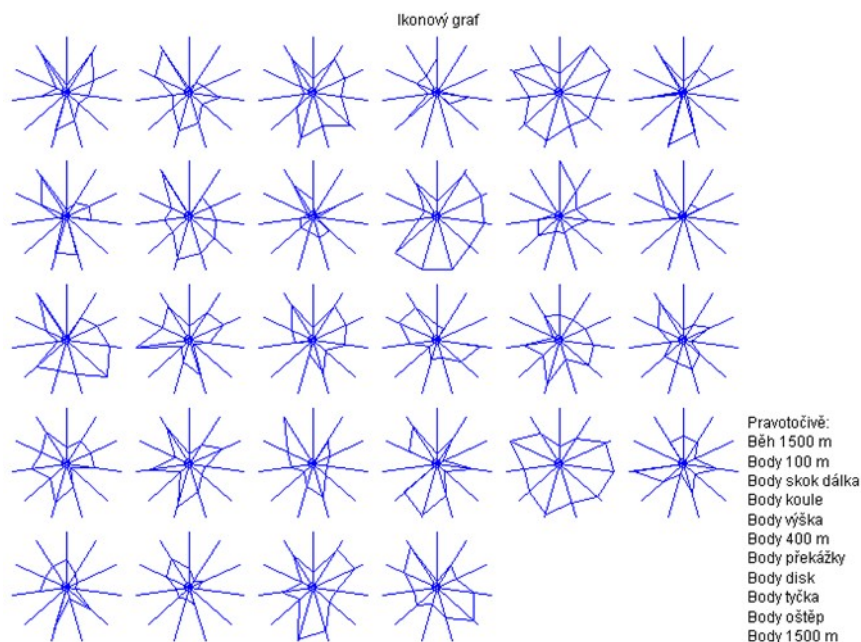 Ikonový graf
Pravotočivě:
Běh 1500 m
Body 100 m
Body skok dálka
Body koule
Body výška
Body 400 m
Body překážky
Body disk
Body tyčka
Body oštěp
Body 1500 m